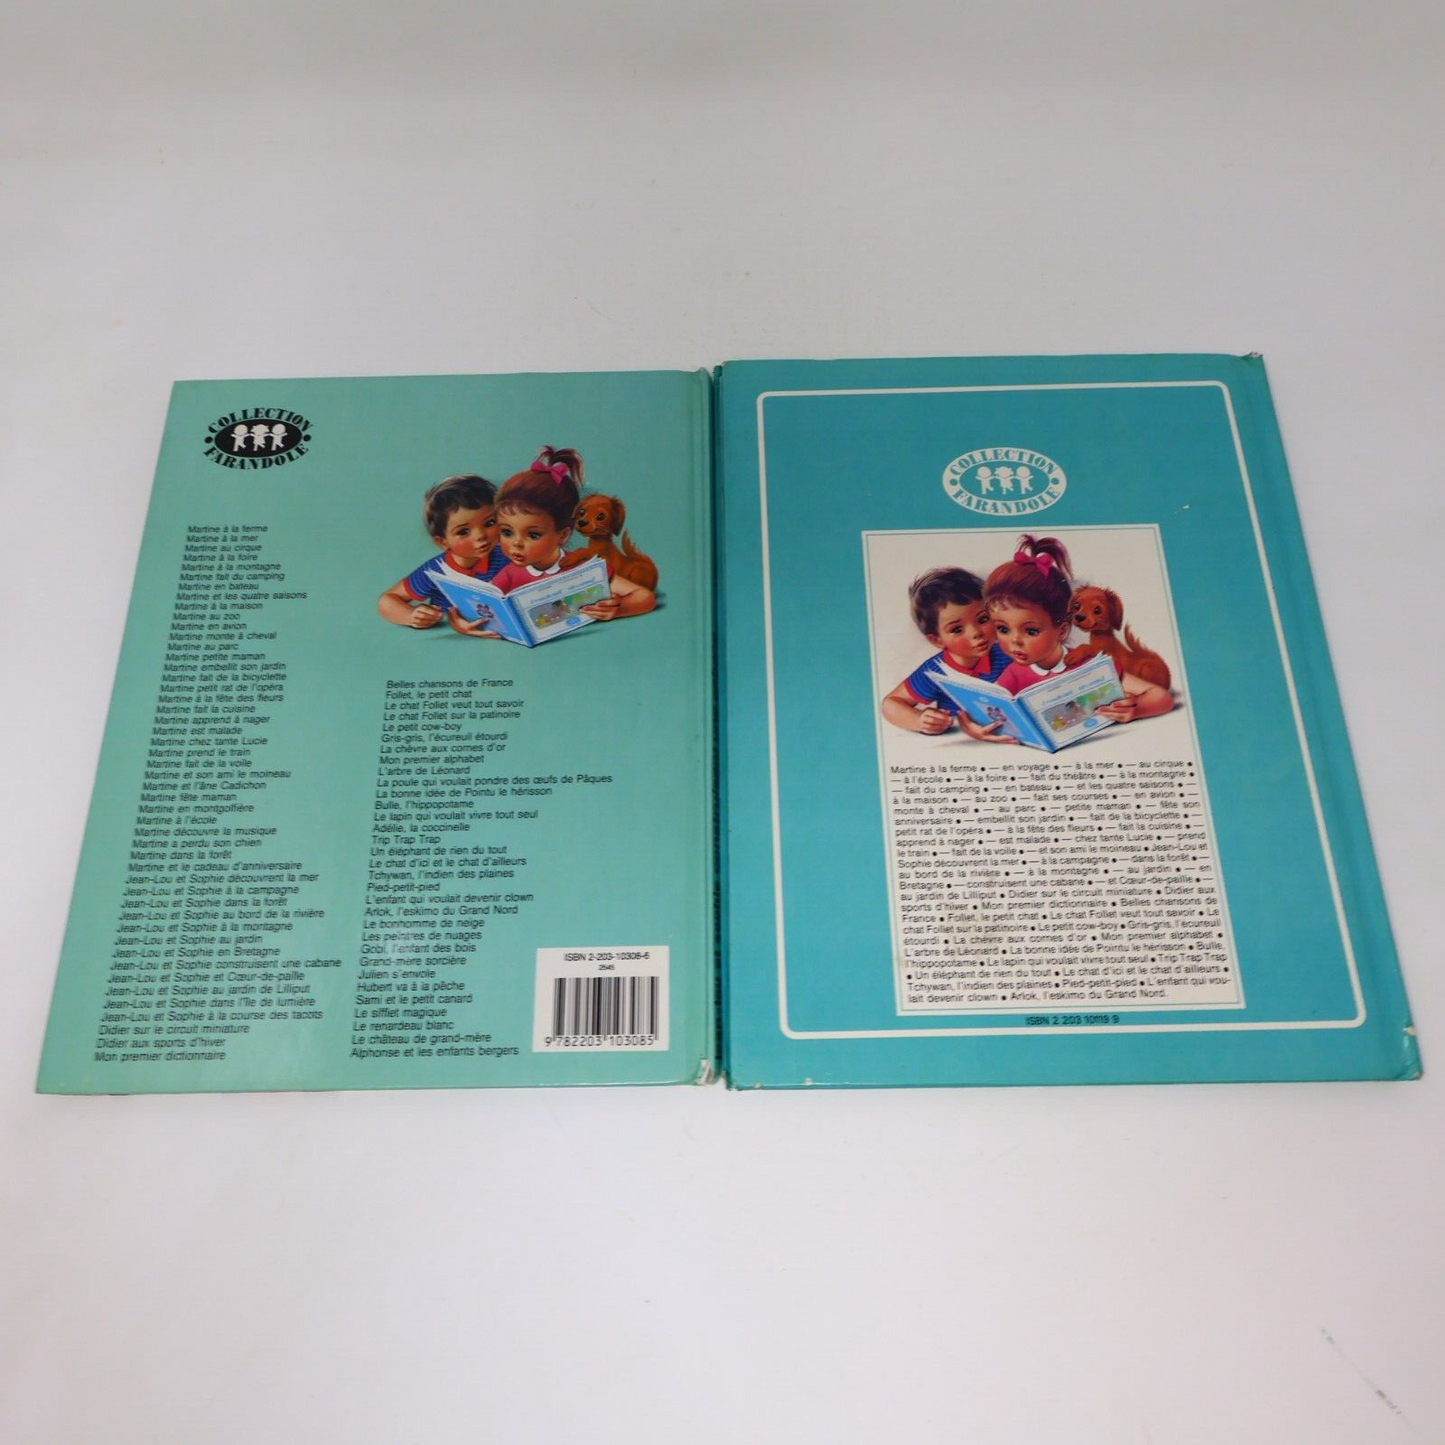 COLLECTION
FARANDOLE
Martine à la ferme
Martine à la mer
Martine au cirque
Martine à la foire
Martine à la montagne
Martine fait du camping
Martine en bateau
Martine et les quatre saisons
Martine à la maison
Martine au zoo
Martine en avion
Martine monte à cheval
Martine au parc
Martine petite maman
Martine embellit son jardin
Martine fait de la bicyclette
Martine petit rat de l'opéra
Martine à la fête des fleurs
Martine fait la cuisine
Martine apprend à nager
Martine est malade
Martine chez tante Lucie
Martine prend le train
Martine fait de la voile
Martine et son ami le moineau
Martine et l'âne Cadichon
Martine fête maman
Martine en montgolfière
Martine à l'école
Martine découvre la musique
Martine a perdu son chien
Martine dans la forêt
Martine et le cadeau d'anniversaire
Jean-Lou et Sophie découvrent la mer
Jean-Lou et Sophie à la campagne
Jean-Lou et Sophie dans la forêt
Jean-Lou et Sophie au bord de la rivière
Jean-Lou et Sophie à la montagne
Jean-Lou et Sophie au jardin
Jean-Lou et Sophie en Bretagne
Jean-Lou et Sophie construisent une cabane
Jean-Lou et Sophie et Cœur-de-paille
Jean-Lou et Sophie au jardin de Lilliput
Jean-Lou et Sophie dans l'île de lumière
Jean-Lou et Sophie à la course des tacots
Didier sur le circuit miniature
Didier aux sports d'hiver
Mon premier dictionnaire
Belles chansons de France
Follet, le petit chat
Le chat Follet veut tout savoir
Le chat Follet sur la patinoire
Le petit cow-boy
Gris-gris, l'écureuil étourdi
La chèvre aux cornes d'or
Mon premier alphabet
L'arbre de Léonard
La poule qui voulait pondre des œufs de Pâques
La bonne idée de Pointu le hérisson
Bulle, l'hippopotame
Le lapin qui voulait vivre tout seul
Adélie, la coccinelle
Trip Trap Trap
Un éléphant de rien du tout
Le chat d'ici et le chat d'ailleurs
Tchywan, l'indien des plaines
Pied-petit-pied
L'enfant qui voulait devenir clown
Arlok, l'eskimo du Grand Nord
Le bonhomme de neige
Les peintres de nuages
Gobi, l'enfant des bois
Grand-mère sorcière
Julien s'envole
Hubert va à la pêche
Sami et le petit canard
Le sifflet magique
Le renardeau blanc
Le château de grand-mère
Alphonse et les enfants bergers
ISBN 2-203-10308-6
2545
9 782203 103085
COLLECTION
FARANDOLE
Martine à la ferme • — en voyage • — à la mer • — au cirque •
— à l'école • — à la foire • — fait du théâtre • — à la montagne •
— fait du camping • — en bateau • — et les quatre saisons •
— à la maison • — au zoo • — fait ses courses • — en avion • —
monte à cheval • — au parc • — petite maman • — fête son
anniversaire • — embellit son jardin • — fait de la bicyclette • —
petit rat de l'opéra • — à la fête des fleurs • — fait la cuisine • —
apprend à nager • — est malade • — chez tante Lucie • — prend
le train • — fait de la voile • — et son ami le moineau • Jean-Lou et
Sophie découvrent la mer • — à la campagne • — dans la forêt • —
au bord de la rivière • — à la montagne • — au jardin • — en
Bretagne • — construisent une cabane • — et Cœur-de-paille • —
au jardin de Lilliput • Didier sur le circuit miniature • Didier aux
sports d'hiver • Mon premier dictionnaire • Belles chansons de
France • Follet, le petit chat • Le chat Follet veut tout savoir • Le
chat Follet sur la patinoire • Le petit cow-boy • Gris-gris, l'écureuil
étourdi • La chèvre aux cornes d'or • Mon premier alphabet •
L'arbre de Léonard • La bonne idée de Pointu le hérisson • Bulle,
l'hippopotame • Le lapin qui voulait vivre tout seul • Trip Trap Trap
• Un éléphant de rien du tout • Le chat d'ici et le chat d'ailleurs •
Tchywan, l'indien des plaines • Pied-petit-pied • L'enfant qui vou-
lait devenir clown • Arlok, l'eskimo du Grand Nord.
ISBN 2 203 10119 9